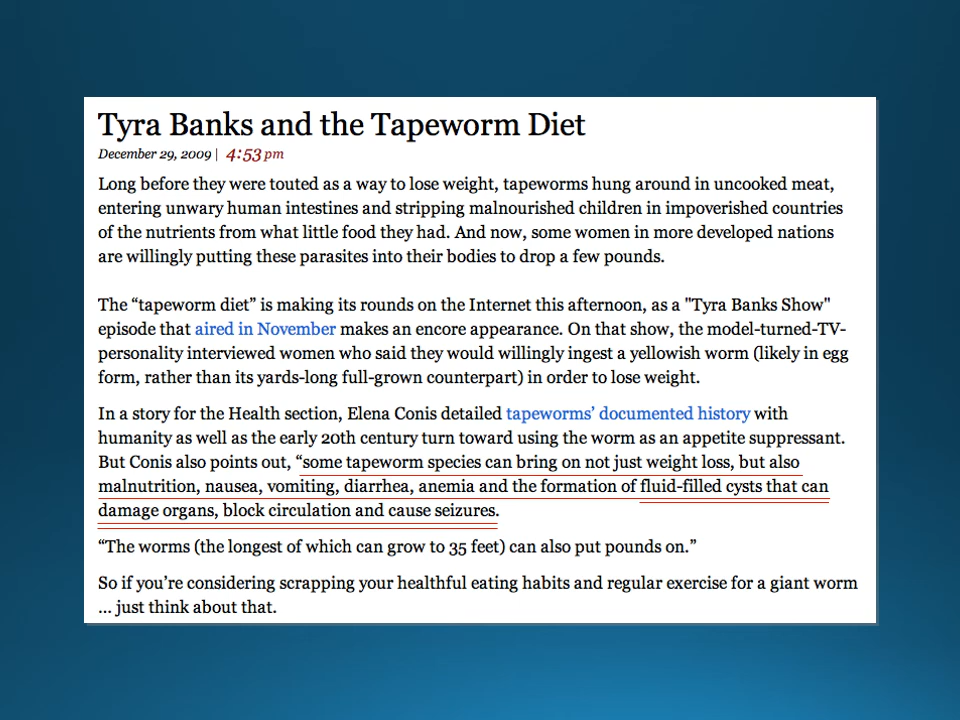 Tyra Banks and the Tapeworm Diet
December 29, 2009 | 4:53 pm
Long before they were touted as a way to lose weight, tapeworms hung around in uncooked meat,
entering unwary human intestines and stripping malnourished children in impoverished countries
of the nutrients from what little food they had. And now, some women in more developed nations
are willingly putting these parasites into their bodies to drop a few pounds.
The “tapeworm diet” is making its rounds on the Internet this afternoon, as a "Tyra Banks Show"
episode that aired in November makes an encore appearance. On that show, the model-turned-TV-
personality interviewed women who said they would willingly ingest a yellowish worm (likely in egg
form, rather than its yards-long full-grown counterpart) in order to lose weight.
In a story for the Health section, Elena Conis detailed tapeworms’ documented history with
humanity as well as the early 20th century turn toward using the worm as an appetite suppressant.
But Conis also points out, “some tapeworm species can bring on not just weight loss, but also
malnutrition, nausea, vomiting, diarrhea, anemia and the formation of fluid-filled cysts that can
damage organs, block circulation and cause seizures.
“The worms (the longest of which can grow to 35 feet) can also put pounds on.”
So if you’re considering scrapping your healthful eating habits and regular exercise for a giant worm
... just think about that.